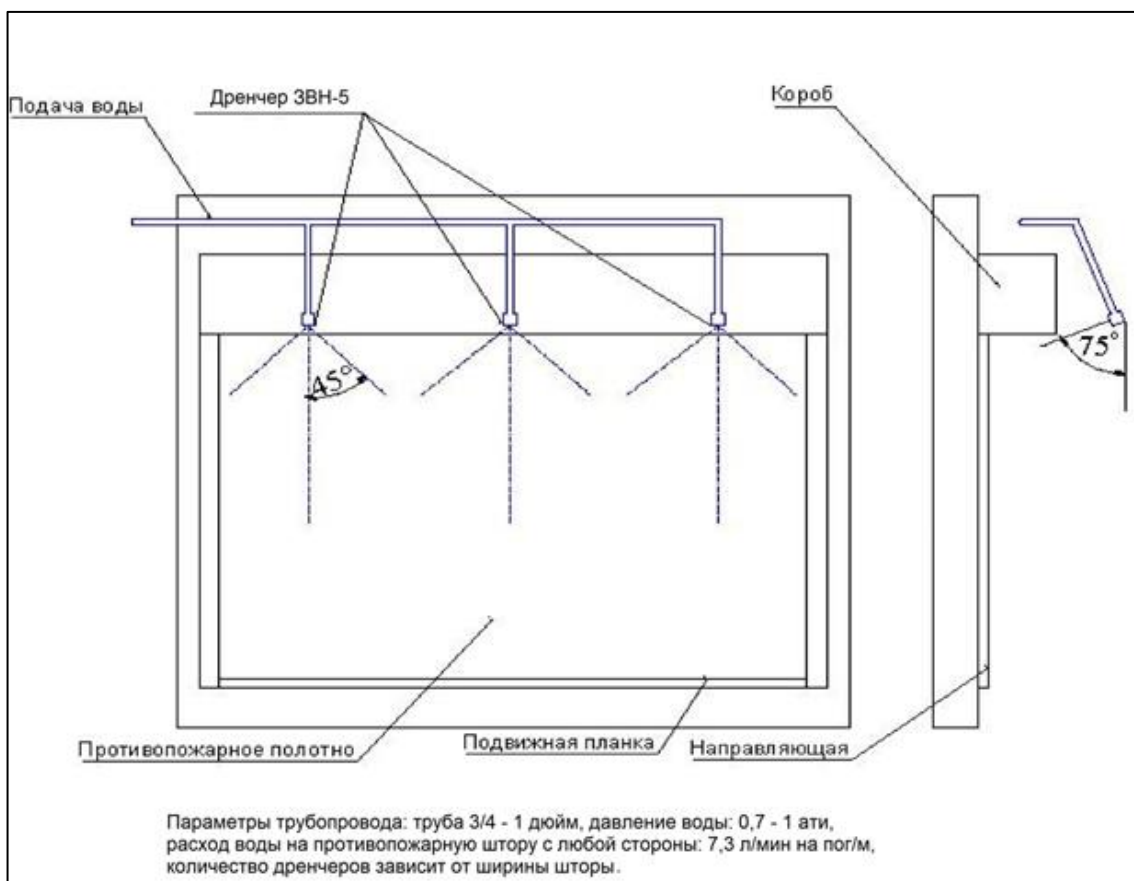 Подача воды
Дренчер ЗВН-5
Короб
45°
75°
Противопожарное полотно
Подвижная планка
Направляющая
Параметры трубопровода: труба 3/4 - 1 дюйм, давление воды: 0,7 - 1 ати,
расход воды на противопожарную штору с любой стороны: 7,3 л/мин на пог/м,
количество дренчеров зависит от ширины шторы.